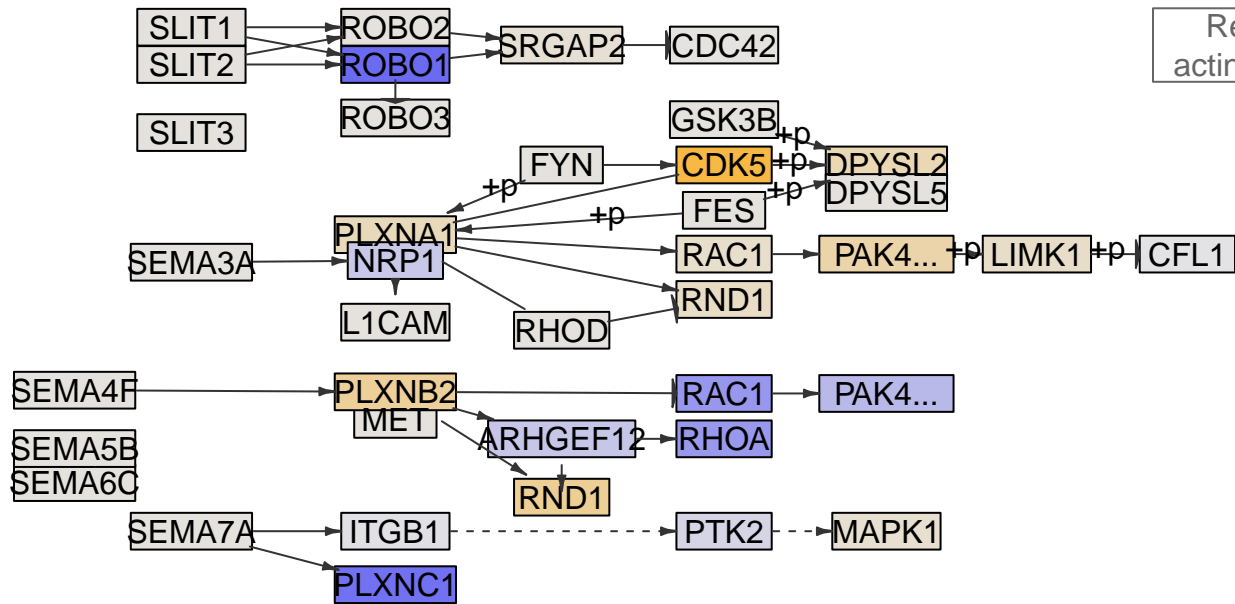 SLIT1
ROBO2
SRGAP2
CDC42
Re
actin
SLIT2
ROBO1
SLIT3
ROBO3
GSK3B
+p
FYN
CDK5
+p
DPYSL2
+p
FES
+p
DPYSL5
+p
PLXNA1
SEMA3A
NRP1
RAC1
PAK4...
+p
LIMK1
+p
CFL1
RND1
L1CAM
RHOD
SEMA4F
PLXNB2
RAC1
PAK4...
MET
SEMA5B
ARHGEF12
RHOA
SEMA6C
RND1
SEMA7A
ITGB1
PTK2
MAPK1
PLXNC1